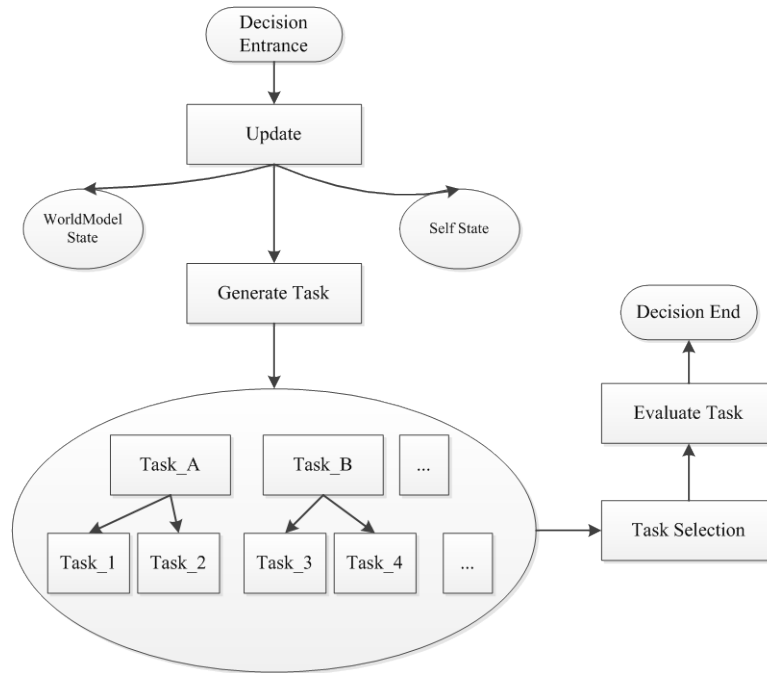 Decision
Entrance
Update
WorldModel
State
Self State
Generate Task
Decision End
Evaluate Task
Task_A
Task_B
...
Task Selection
Task_1
Task_2
Task_3
Task_4
...